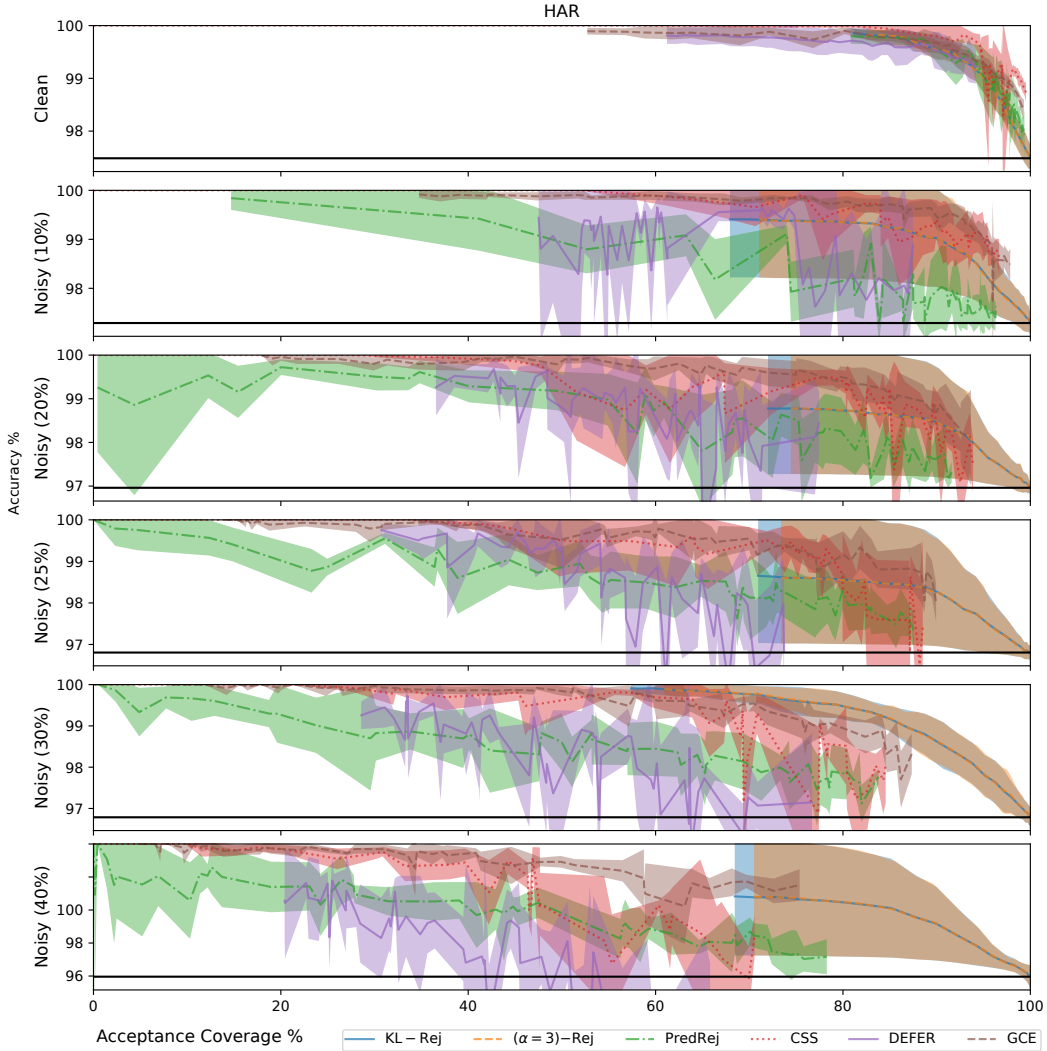 HAR
100
99
98
Clean
100
99
98
Noisy (10%)
100
99
98
97
Noisy (20%)
100
99
98
97
Noisy (25%)
100
99
98
97
Noisy (30%)
100
98
96
Noisy (40%)
Accuracy %
0 20 40 60 80 100
Acceptance Coverage %
KL − Rej (α = 3)−Rej PredRej CSS DEFER GCE